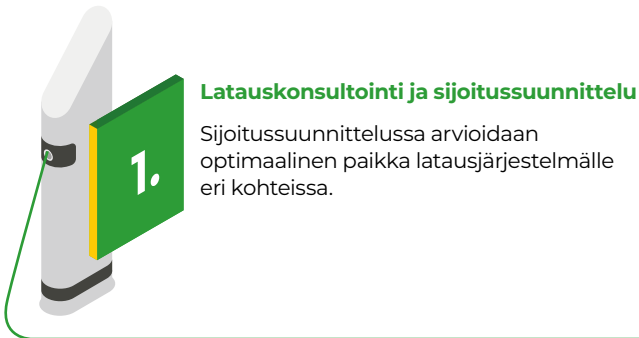 Latauskonsultointi ja sijoitussuunnittelu
1.
Sijoitussuunnittelussa arvioidaan
optimaalinen paikka latausjärjestelmälle
eri kohteissa.